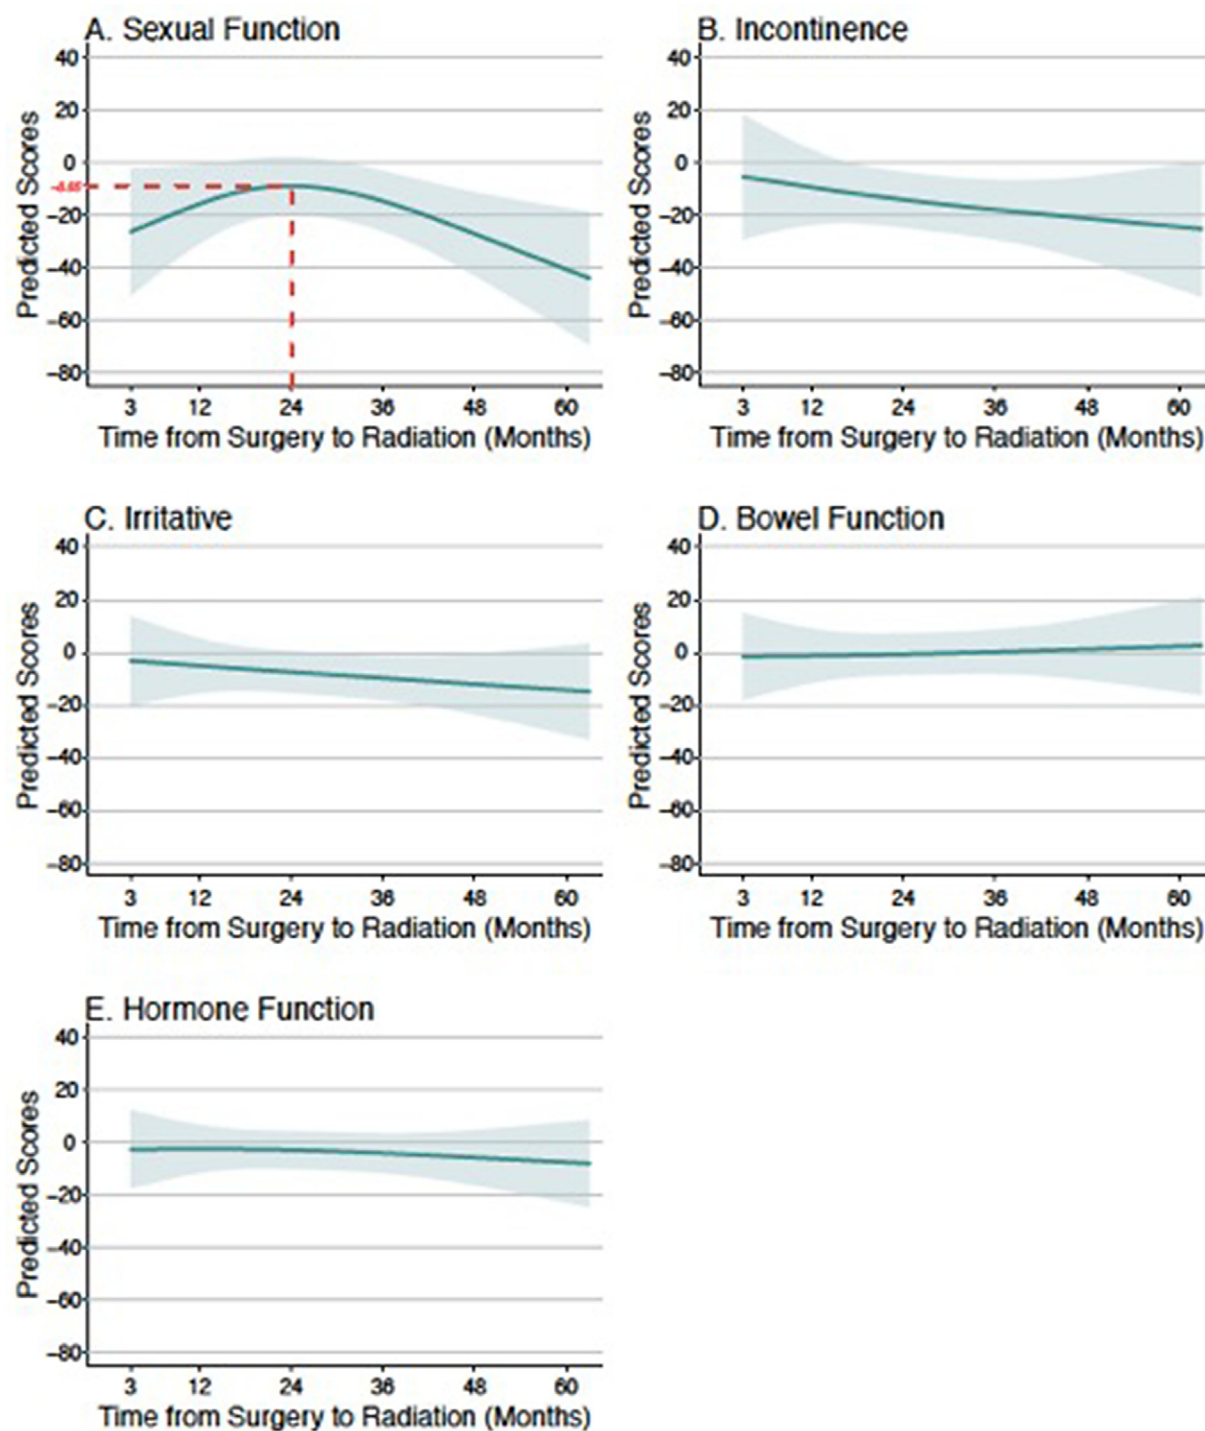 A. Sexual Function
40
20
0
−20
−40
−60
−80
Predicted Scores
3 12 24 36 48 60
Time from Surgery to Radiation (Months)
B. Incontinence
40
20
0
−20
−40
−60
−80
Predicted Scores
3 12 24 36 48 60
Time from Surgery to Radiation (Months)
C. Irritative
40
20
0
−20
−40
−60
−80
Predicted Scores
3 12 24 36 48 60
Time from Surgery to Radiation (Months)
D. Bowel Function
40
20
0
−20
−40
−60
−80
Predicted Scores
3 12 24 36 48 60
Time from Surgery to Radiation (Months)
E. Hormone Function
40
20
0
−20
−40
−60
−80
Predicted Scores
3 12 24 36 48 60
Time from Surgery to Radiation (Months)